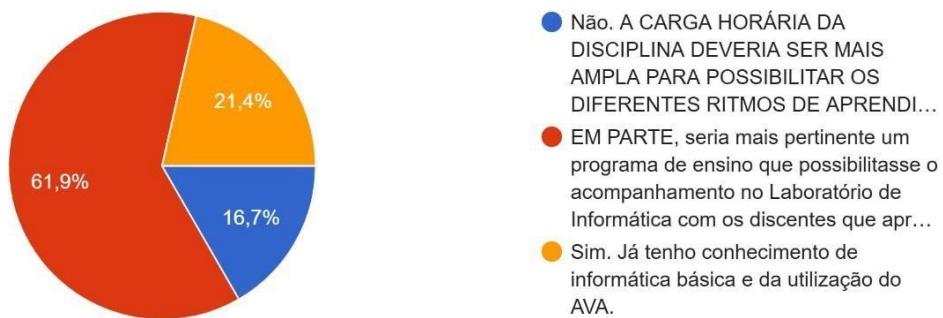 21,4%
61,9%
16,7%
Não. A CARGA HORÁRIA DA
DISCIPLINA DEVERIA SER MAIS
AMPLA PARA POSSIBILITAR OS
DIFERENTES RITMOS DE APRENDI...
EM PARTE, seria mais pertinente um
programa de ensino que possibilitasse o
acompanhamento no Laboratório de
Informática com os discentes que apr...
Sim. Já tenho conhecimento de
informática básica e da utilização do
AVA.